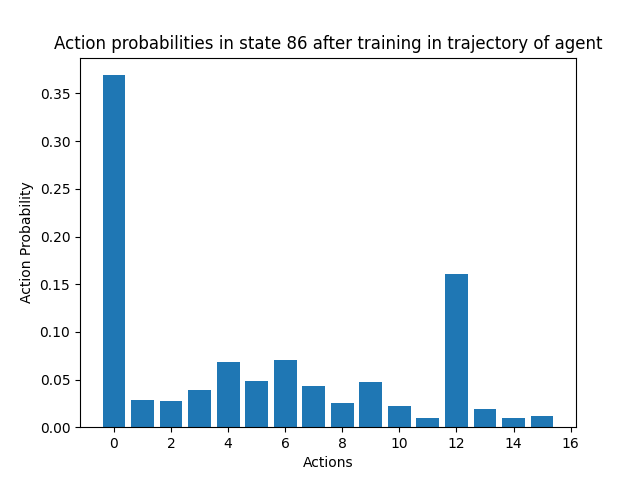 Action probabilities in state 86 after training in trajectory of agent
Action Probability
0.35
0.30
0.25
0.20
0.15
0.10
0.05
0.00
0 2 4 6 8 10 12 14 16
Actions